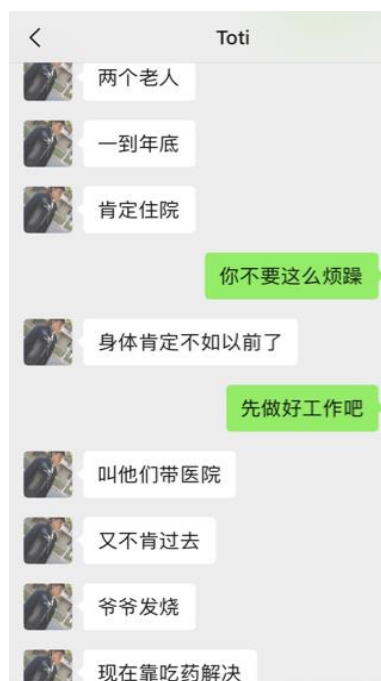 Toti
两个老人
一到年底
肯定住院
你不要这么烦躁
身体肯定不如以前了
先做好工作吧
叫他们带医院
又不肯过去
爷爷发烧
现在靠吃药解决